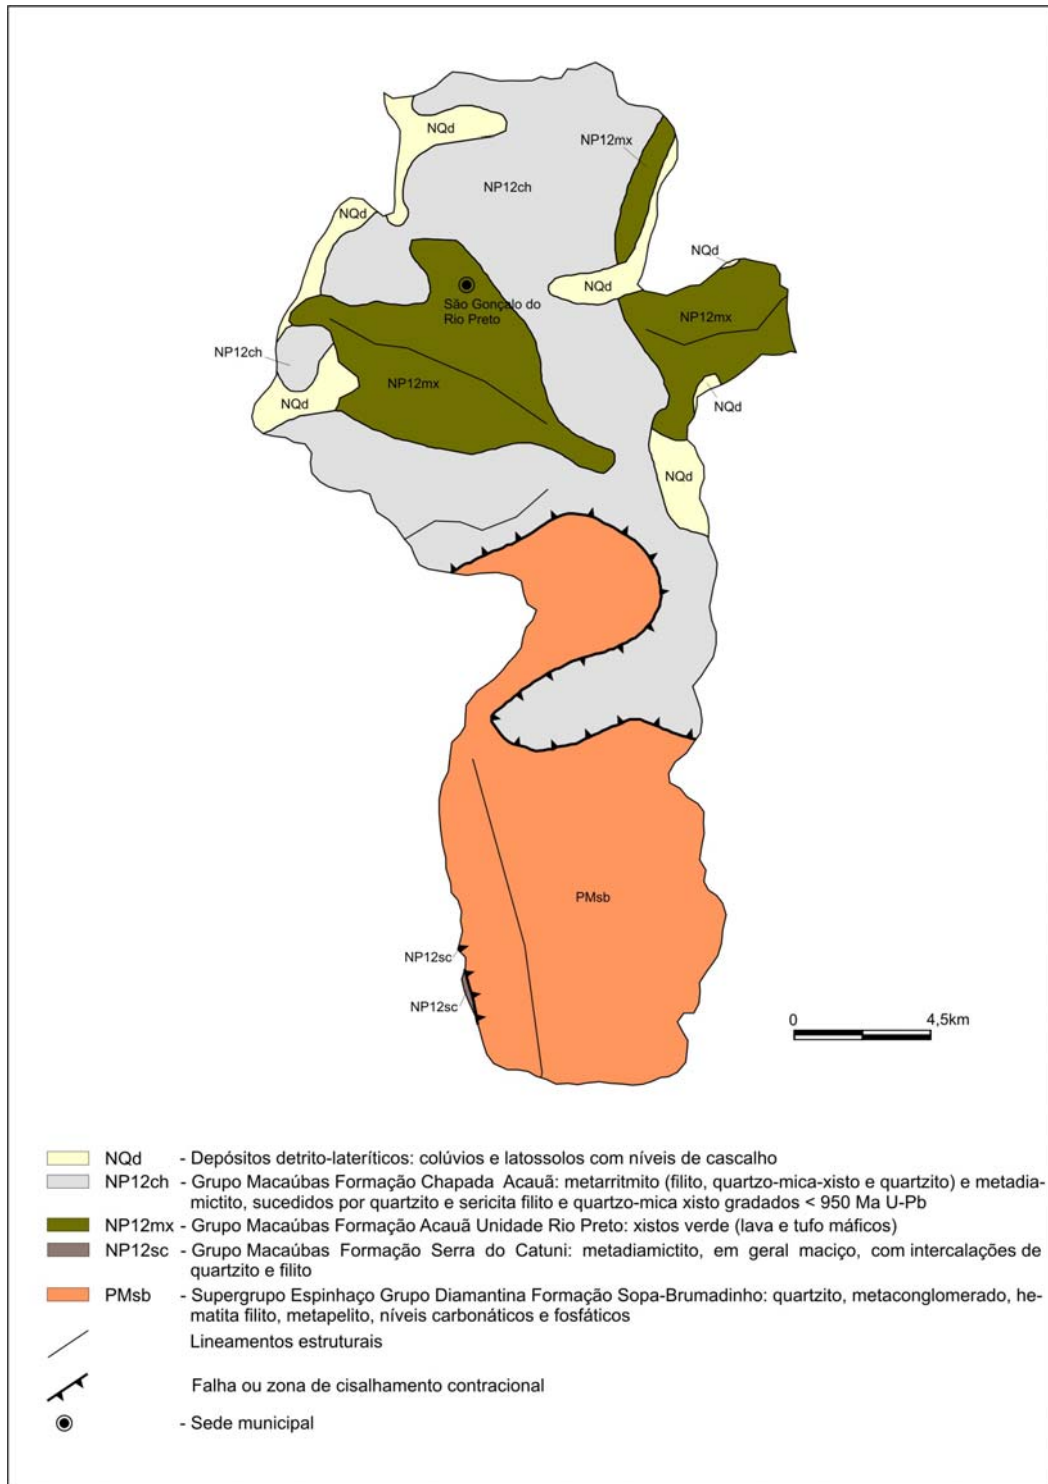 NQd
NP12mx
NP12ch
NQd
NQd
NQd
São Gonçalo do
Rio Preto
NP12mx
NP12ch
NP12mx
NQd
NQd
NQd
PMsb
NP12sc
NP12sc
0 4,5km
NQd - Depósitos detrito-lateríticos: colúvios e latossolos com níveis de cascalho
NP12ch - Grupo Macaúbas Formação Chapada Acauã: metarritmito (filito, quartzo-mica-xisto e quartzito) e metadia-
mictito, sucedidos por quartzito e sericita filito e quartzo-mica xisto gradados < 950 Ma U-Pb
NP12mx - Grupo Macaúbas Formação Acauã Unidade Rio Preto: xistos verde (lava e tufo máficos)
NP12sc - Grupo Macaúbas Formação Serra do Catuni: metadiamictito, em geral maciço, com intercalações de
quartzito e filito
PMsb - Supergrupo Espinhaço Grupo Diamantina Formação Sopa-Brumadinho: quartzito, metaconglomerado, he-
matita filito, metapelito, níveis carbonáticos e fosfáticos
Lineamentos estruturais
Falha ou zona de cisalhamento contracional
- Sede municipal